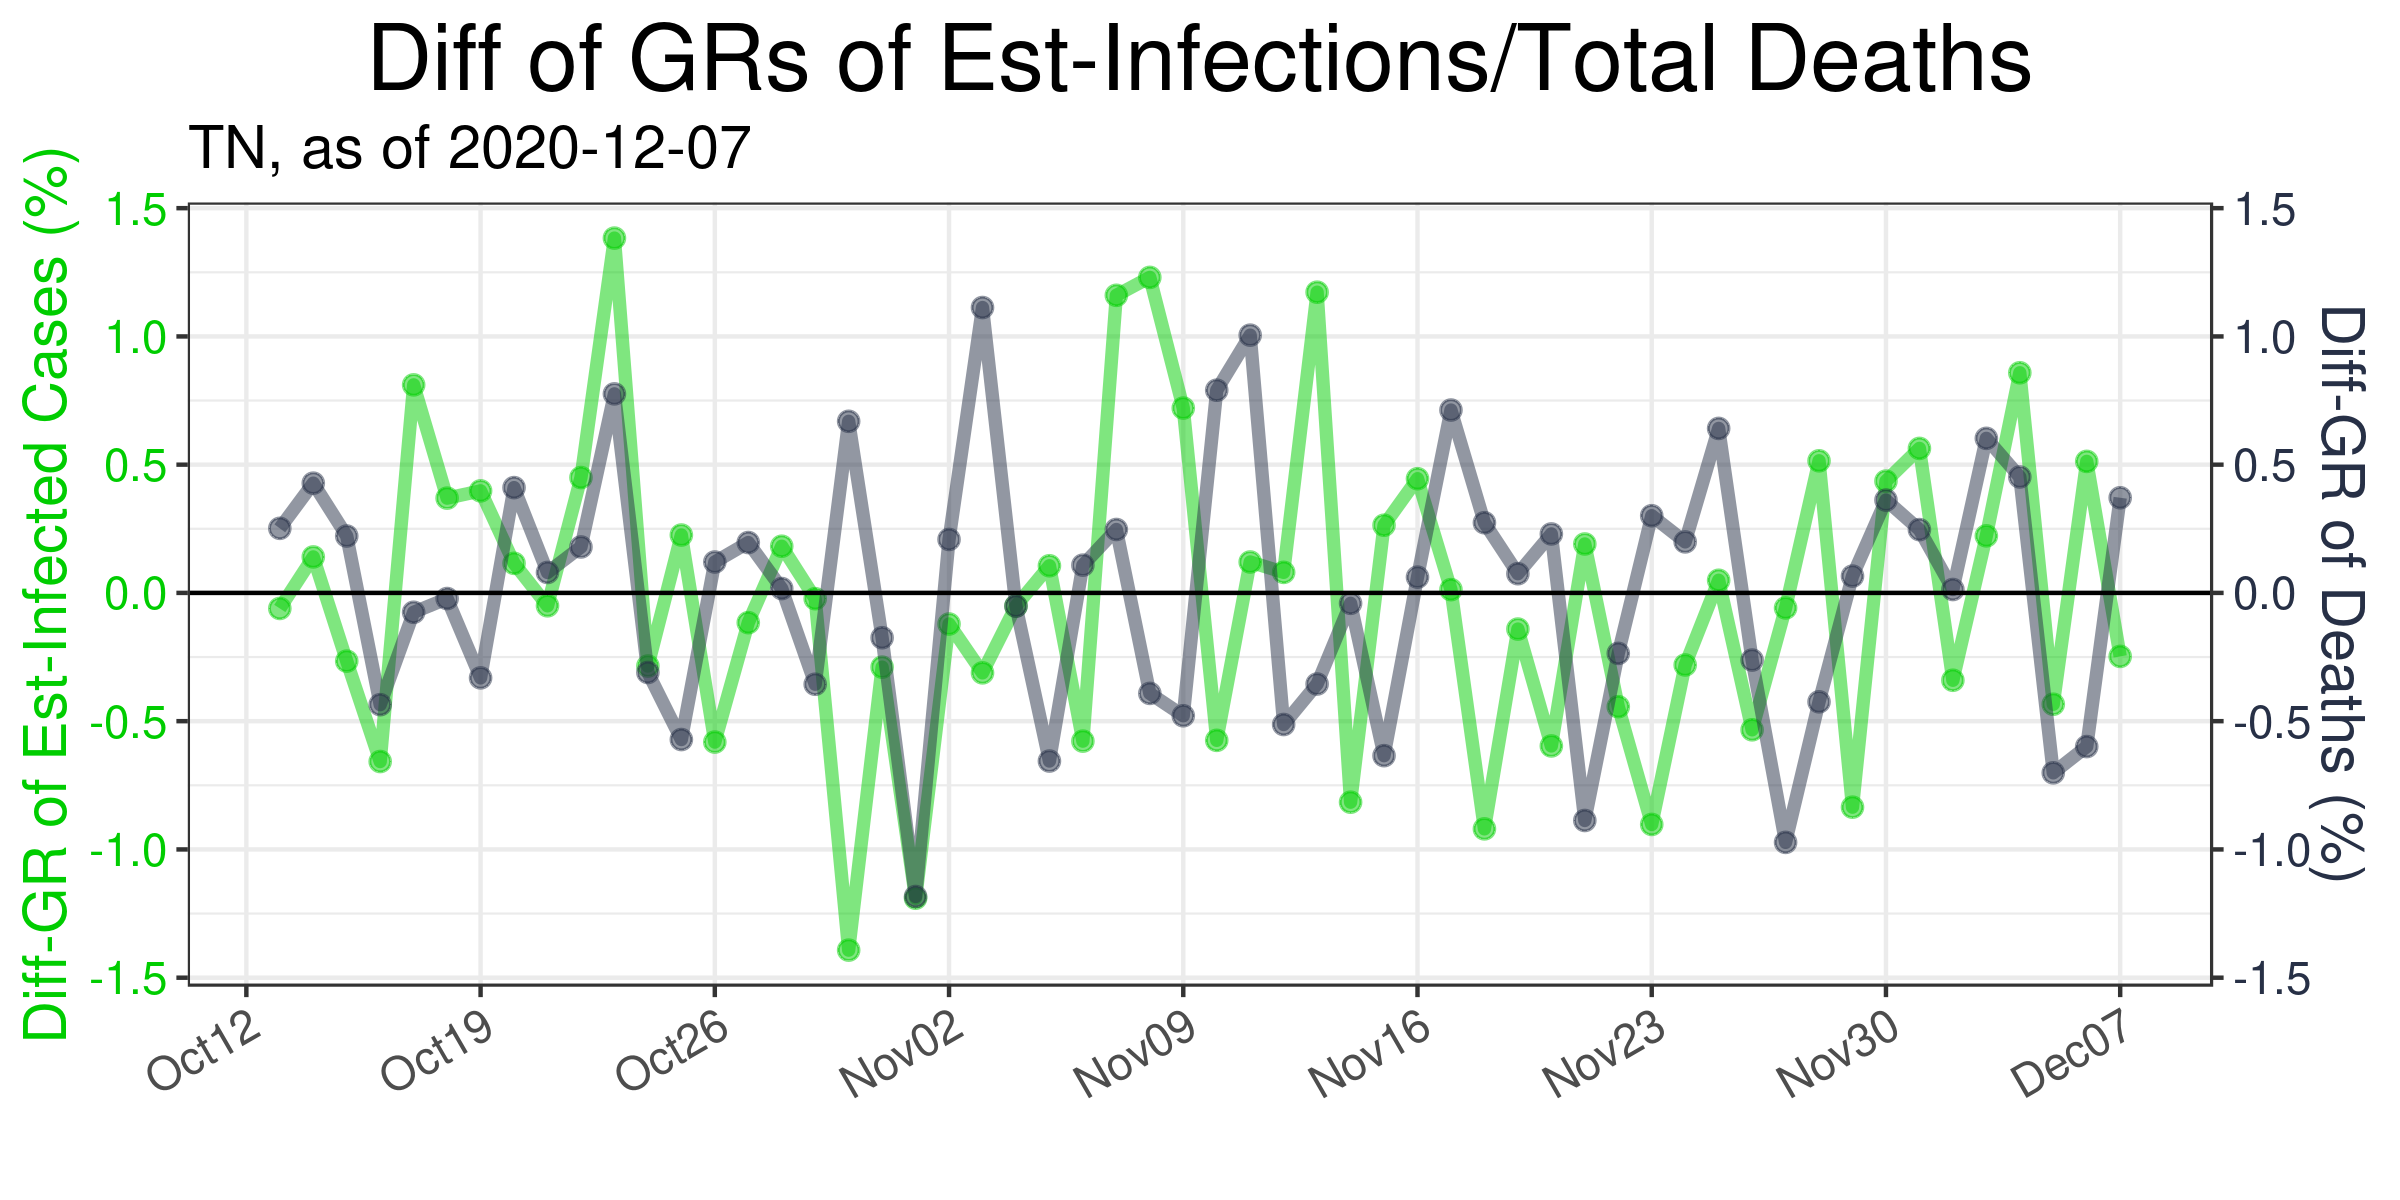 Diff of GRs of Est-Infections/Total Deaths
TN, as of 2020-12-07
Diff-GR of Est-Infected Cases (%)
1.5
1.0
0.5
0.0
-0.5
-1.0
-1.5
1.5
1.0
0.5
0.0
-0.5
-1.0
-1.5
Diff-GR of Deaths (%)
Oct12
Oct19
Oct26
Nov02
Nov09
Nov16
Nov23
Nov30
Dec07